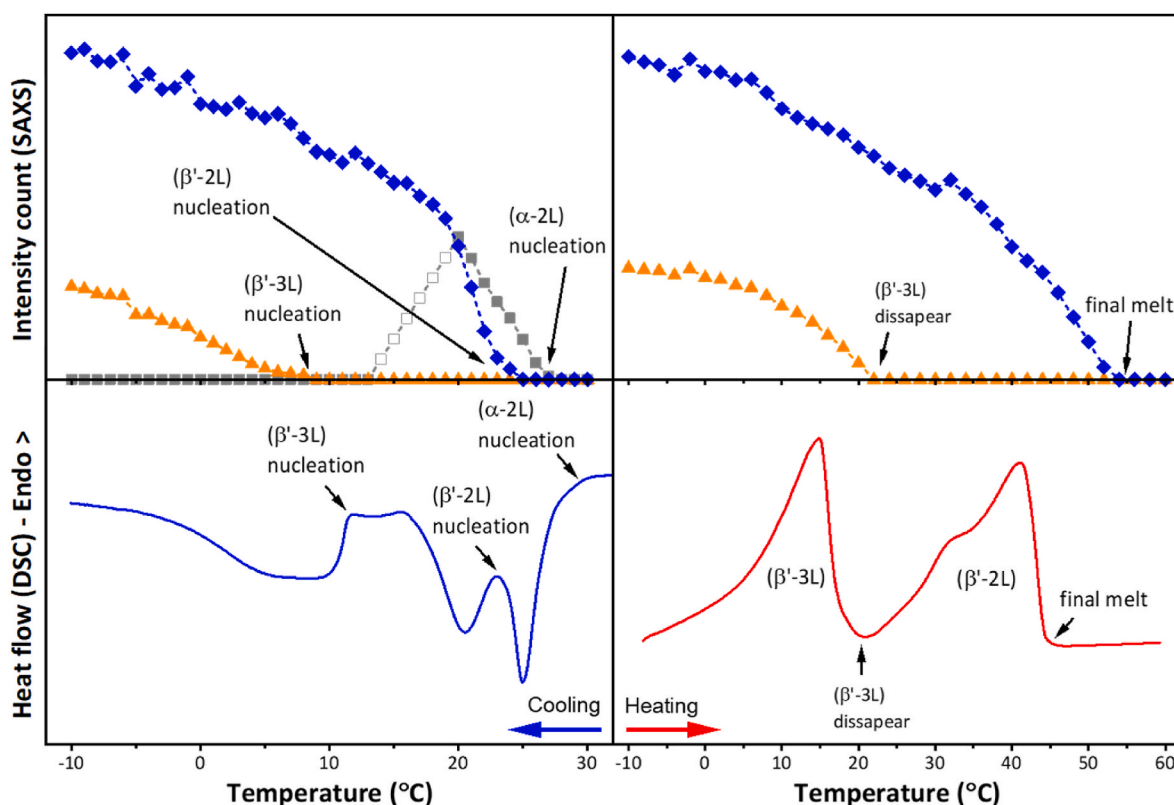 Intensity count (SAXS)
(β'-2L)
nucleation
(α-2L)
nucleation
(β'-3L)
nucleation
(β'-3L)
dissapear
final melt
Heat flow (DSC) - Endo >
(α-2L)
nucleation
(β'-3L)
nucleation
(β'-2L)
nucleation
Cooling
(β'-3L)
(β'-2L)
final melt
(β'-3L)
dissapear
Heating
-10 0 10 20 30
Temperature (°C)
-10 0 10 20 30 40 50 60
Temperature (°C)